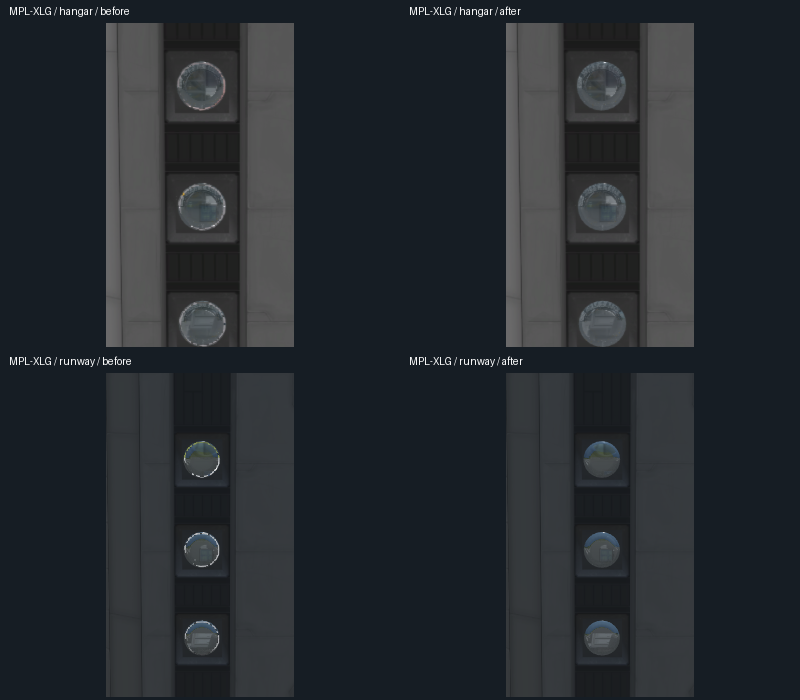 MPL-XLG / hangar / before
MPL-XLG / hangar / after
MPL-XLG / runway / before
MPL-XLG / runway / after